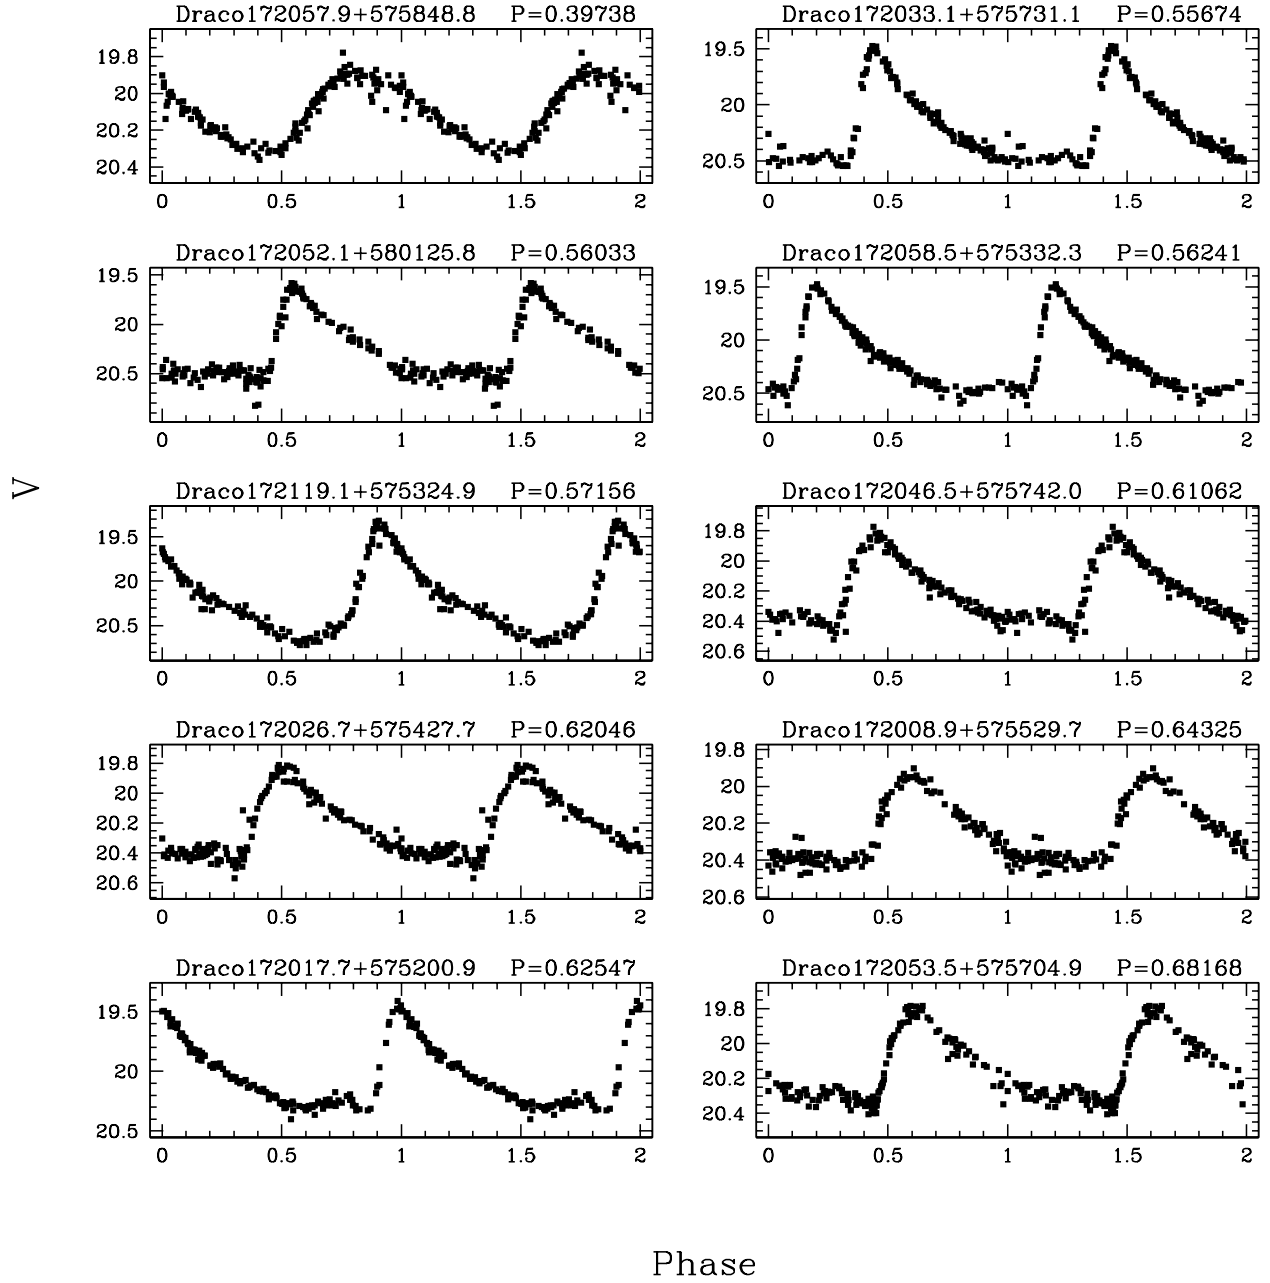 Draco172057.9+575848.8 P=0.39738
19.8
20
20.2
20.4
0 0.5 1 1.5 2
Draco172033.1+575731.1 P=0.55674
19.5
20
20.5
0 0.5 1 1.5 2
Draco172052.1+580125.8 P=0.56033
19.5
20
20.5
0 0.5 1 1.5 2
Draco172058.5+575332.3 P=0.56241
19.5
20
20.5
0 0.5 1 1.5 2
V
Draco172119.1+575324.9 P=0.57156
19.5
20
20.5
0 0.5 1 1.5 2
Draco172046.5+575742.0 P=0.61062
19.8
20
20.2
20.4
20.6
0 0.5 1 1.5 2
Draco172026.7+575427.7 P=0.62046
19.8
20
20.2
20.4
20.6
0 0.5 1 1.5 2
Draco172008.9+575529.7 P=0.64325
19.8
20
20.2
20.4
20.6
0 0.5 1 1.5 2
Draco172017.7+575200.9 P=0.62547
19.5
20
20.5
0 0.5 1 1.5 2
Draco172053.5+575704.9 P=0.68168
19.8
20
20.2
20.4
0 0.5 1 1.5 2
Phase